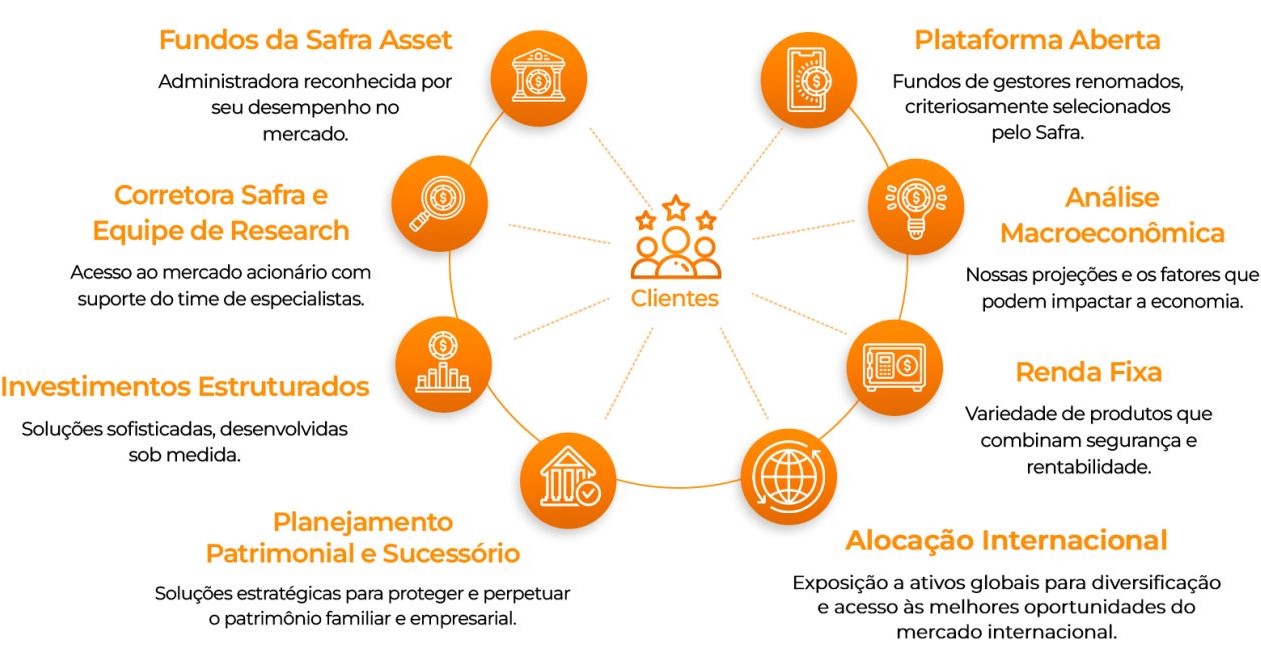 Fundos da Safra Asset
Administradora reconhecida por
seu desempenho no
mercado.
Corretora Safra e
Equipe de Research
Acesso ao mercado acionário com
suporte do time de especialistas.
Investimentos Estruturados
Soluções sofisticadas, desenvolvidas
sob medida.
Planejamento
Patrimonial e Sucessório
Soluções estratégicas para proteger e perpetuar
o patrimônio familiar e empresarial.
Clientes
Plataforma Aberta
Fundos de gestores renomados,
criteriosamente selecionados
pelo Safra.
Análise
Macroeconômica
Nossas projeções e os fatores que
podem impactar a economia.
Renda Fixa
Variedade de produtos que
combinam segurança e
rentabilidade.
Alocação Internacional
Exposição a ativos globais para diversificação
e acesso às melhores oportunidades do
mercado internacional.